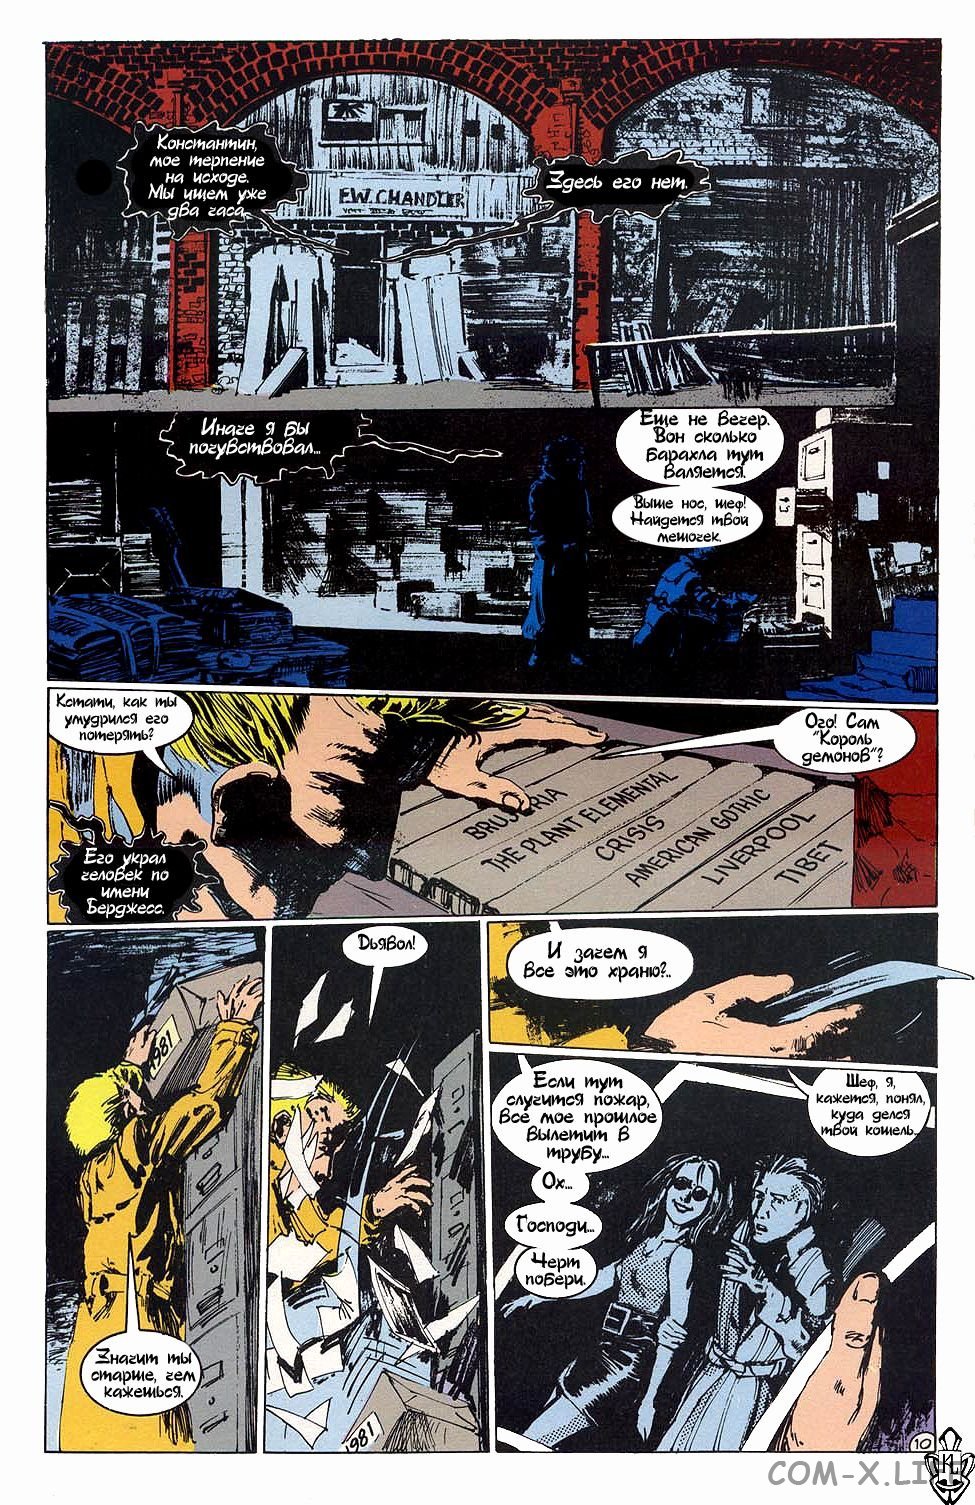 Константин,
мое терпение
на исходе.
Мы ищем уже
два часа.
Здесь его нет.
F.W. CHANDLER
Иначе я бы
почувствовал...
Еще не вечер.
Вон сколько
барахла тут
валяется.
Выше нос, шеф!
Найдется твой
мешочек.
Кстати, как ты
умудрился его
потерять?
Ого! Сам
"Король
демонов"?
BRUJERIA
THE PLANT ELEMENTAL
CRISIS
AMERICAN GOTHIC
LIVERPOOL
TIBET
Его украл
человек по
имени
Берджесс.
1981
Значит ты
старше, чем
кажешься.
Дьявол!
1981
И зачем я
все это храню?..
Если тут
случится пожар,
все мое прошлое
вылетит в
трубу...
Ох...
Господи...
Черт
побери.
Шеф, я,
кажется, понял,
куда делся
твой кошель...
10
COM-X.LIFE